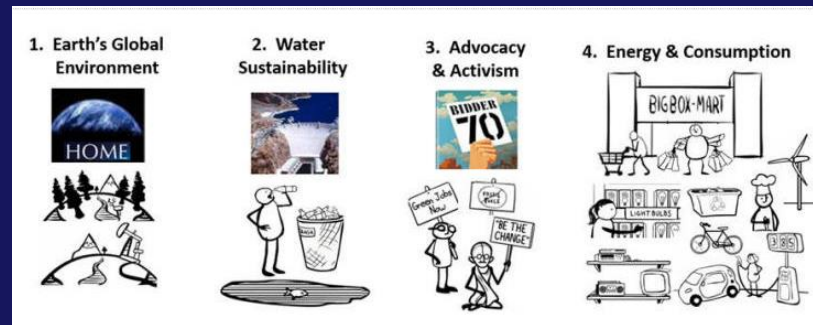 1. Earth's Global
Environment
HOME
2. Water
Sustainability
3. Advocacy
& Activism
BIDDER
70
Green Jobs
Now
"BE THE
CHANGE"
4. Energy & Consumption
BIGBOX-MART
LIGHTBULBS
385